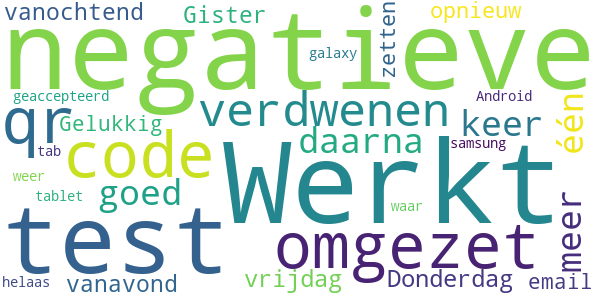 vanochtend Gister zetten opnieuw
negatieve
galaxy
geaccepteerd Android
qr Gelukkig verdwenen keer één
tab code daarna samsung
weer goed Werkt
tablet waar
test omgezet meer
helaas vanavond vrijdag Donderdag email